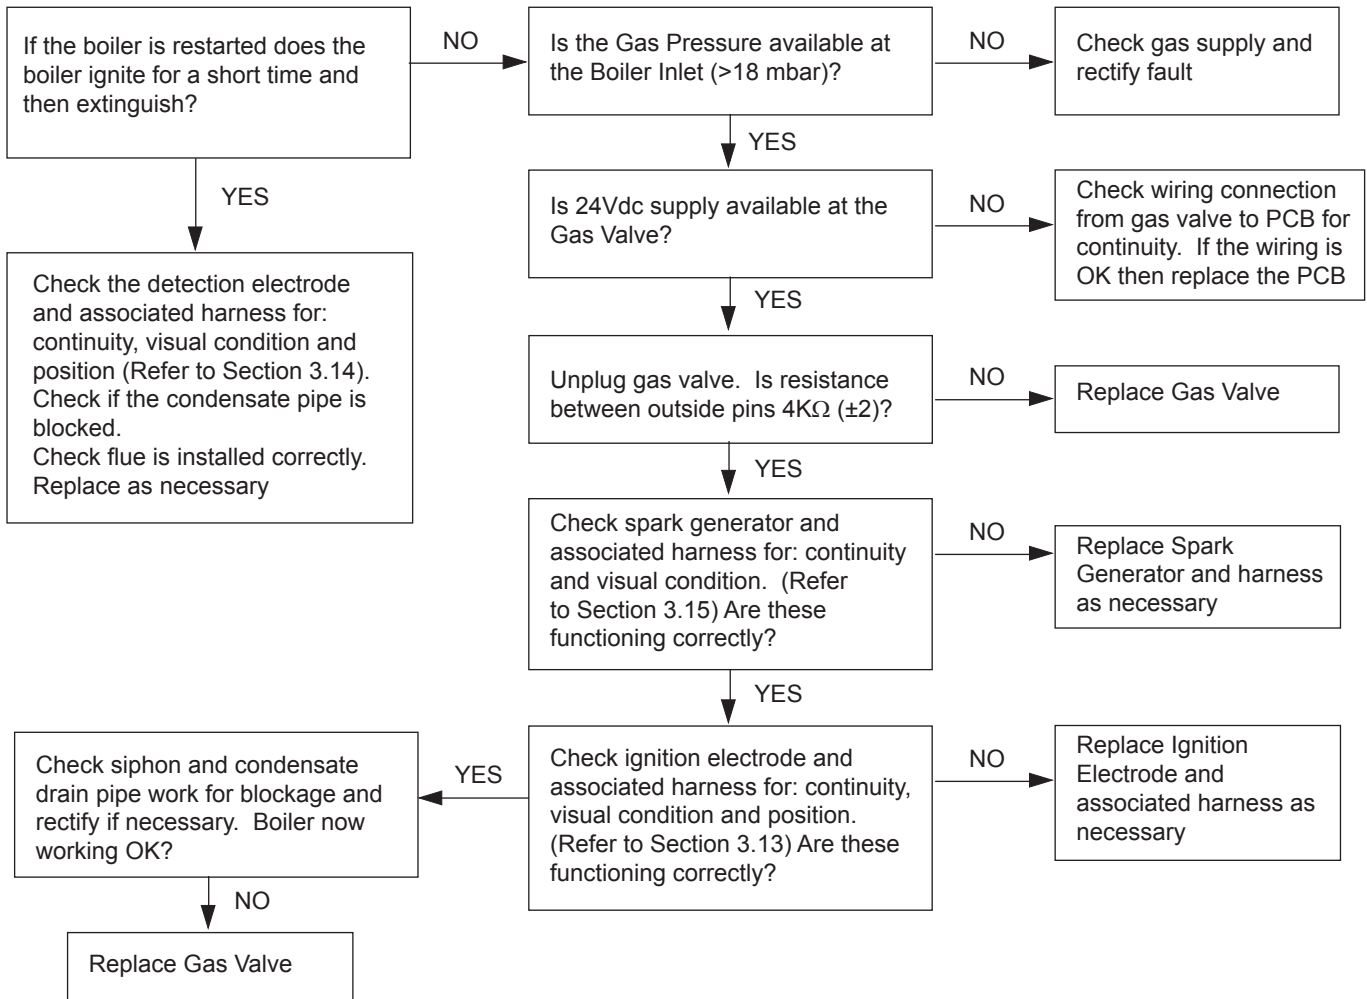 If the boiler is restarted does the
boiler ignite for a short time and
then extinguish?
NO
Is the Gas Pressure available at
the Boiler Inlet (>18 mbar)?
NO
Check gas supply and
rectify fault
YES
YES
Is 24Vdc supply available at the
Gas Valve?
NO
Check wiring connection
from gas valve to PCB for
continuity. If the wiring is
OK then replace the PCB
Check the detection electrode
and associated harness for:
continuity, visual condition and
position (Refer to Section 3.14).
Check if the condensate pipe is
blocked.
Check flue is installed correctly.
Replace as necessary
YES
Unplug gas valve. Is resistance
between outside pins 4KΩ (±2)?
NO
Replace Gas Valve
YES
Check spark generator and
associated harness for: continuity
and visual condition. (Refer
to Section 3.15) Are these
functioning correctly?
NO
Replace Spark
Generator and harness
as necessary
YES
Check ignition electrode and
associated harness for: continuity,
visual condition and position.
(Refer to Section 3.13) Are these
functioning correctly?
NO
Replace Ignition
Electrode and
associated harness as
necessary
YES
Check siphon and condensate
drain pipe work for blockage and
rectify if necessary. Boiler now
working OK?
NO
Replace Gas Valve